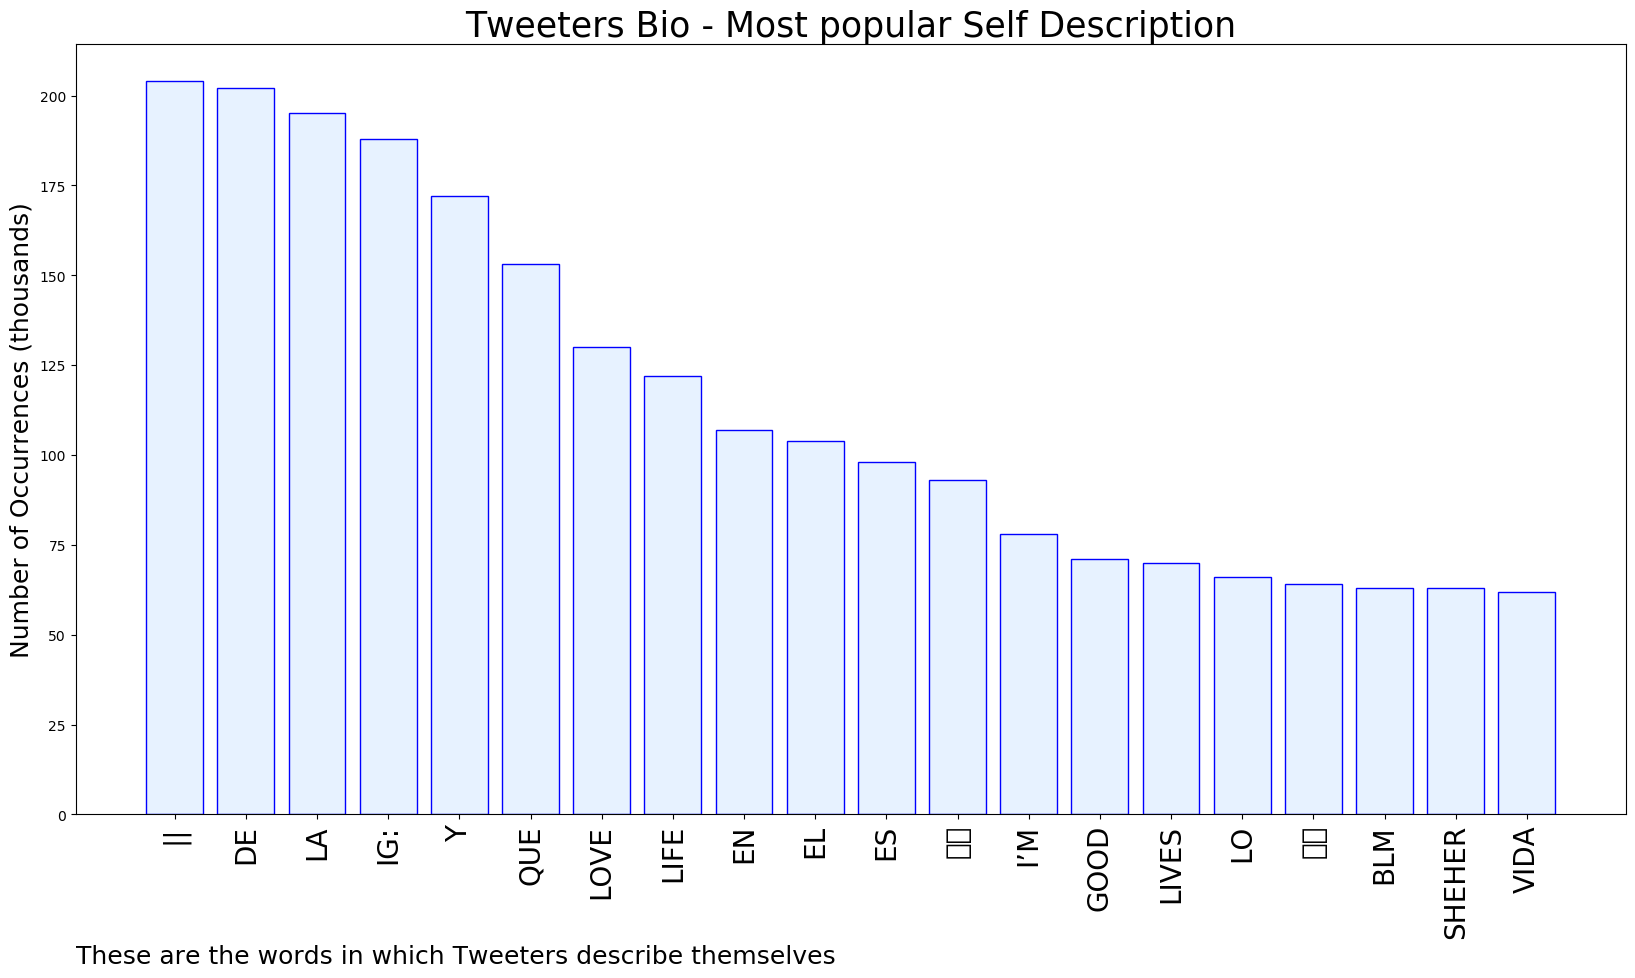 Tweeters Bio - Most popular Self Description
Number of Occurrences (thousands)
200
175
150
125
100
75
50
25
0
||
DE
LA
IG:
Y
QUE
LOVE
LIFE
EN
EL
ES
I’M
GOOD
LIVES
LO
BLM
SHEHER
VIDA
These are the words in which Tweeters describe themselves